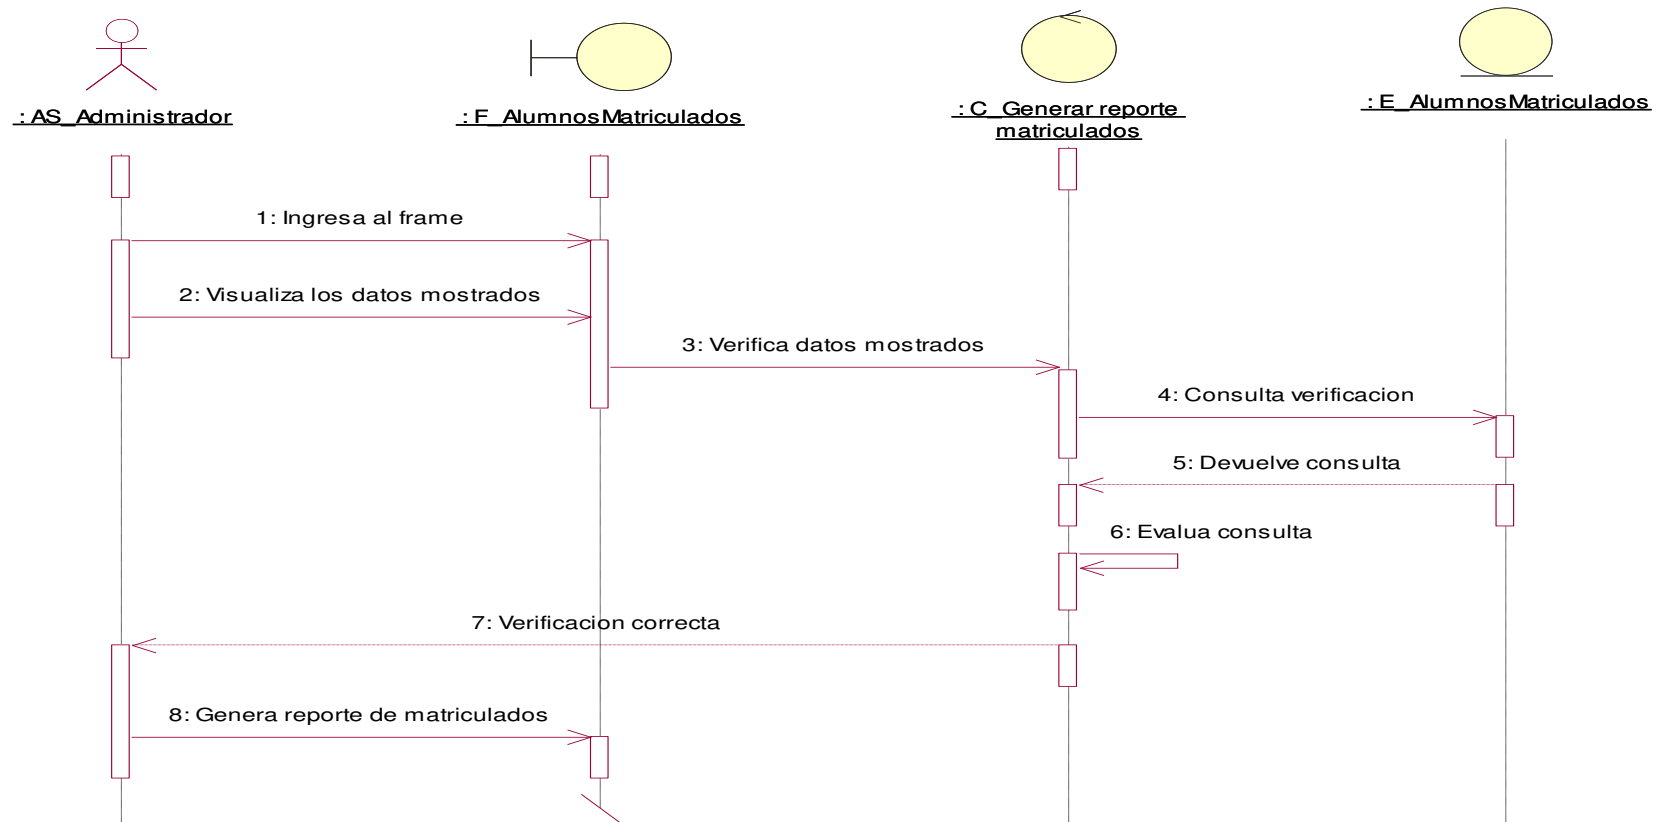 : AS_Administrador
: F_AlumnosMatriculados
: C_Generar reporte
matriculados
: E_AlumnosMatriculados
1: Ingresa al frame
2: Visualiza los datos mostrados
3: Verifica datos mostrados
4: Consulta verificacion
5: Devuelve consulta
6: Evalua consulta
7: Verificacion correcta
8: Genera reporte de matriculados